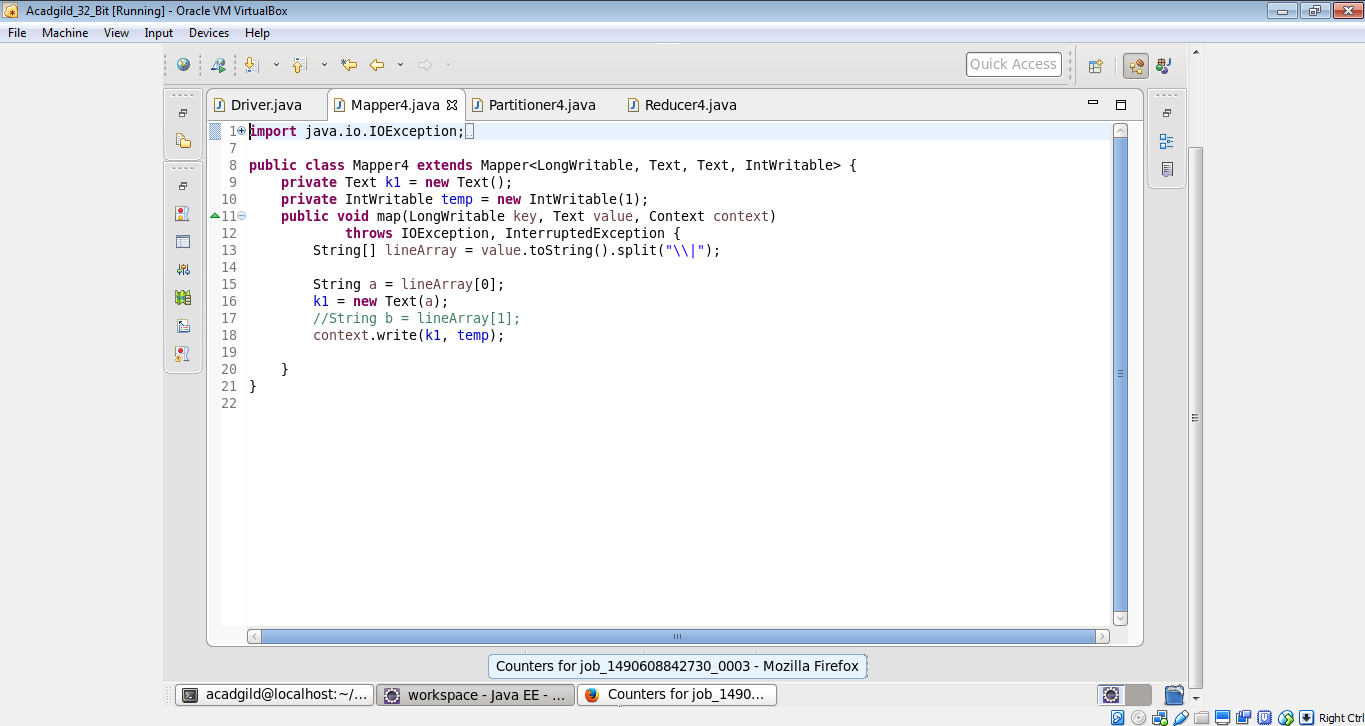 Acadgild_32_Bit [Running] - Oracle VM VirtualBox
File Machine View Input Devices Help
Quick Access
Driver.java Mapper4.java Partitioner4.java Reducer4.java
1 import java.io.IOException;
7
8 public class Mapper4 extends Mapper<LongWritable, Text, Text, IntWritable> {
9 private Text k1 = new Text();
10 private IntWritable temp = new IntWritable(1);
11 public void map(LongWritable key, Text value, Context context)
12 throws IOException, InterruptedException {
13 String[] lineArray = value.toString().split("\\|");
14
15 String a = lineArray[0];
16 k1 = new Text(a);
17 //String b = lineArray[1];
18 context.write(k1, temp);
19
20 }
21 }
22
Counters for job_1490608842730_0003 - Mozilla Firefox
acadgild@localhost:~/... workspace - Java EE - ... Counters for job_1490...
Right Ctrl